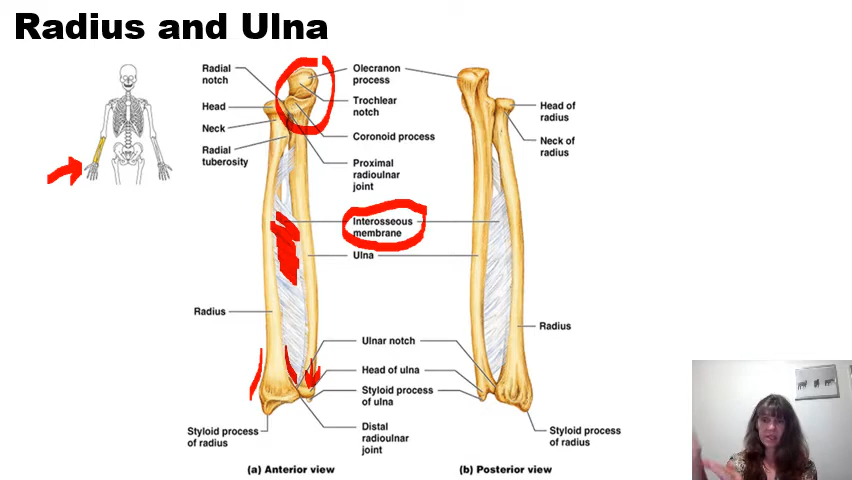 Radius and Ulna
Radial
notch
Head
Neck
Radial
tuberosity
Olecranon
process
Trochlear
notch
Coronoid process
Proximal
radioulnar
joint
Interosseous
membrane
Ulna
Radius
Ulnar notch
Head of ulna
Styloid process
of ulna
Styloid process
of radius
Distal
radioulnar
joint
(a) Anterior view
Head of
radius
Neck of
radius
Radius
Styloid process
of radius
(b) Posterior view